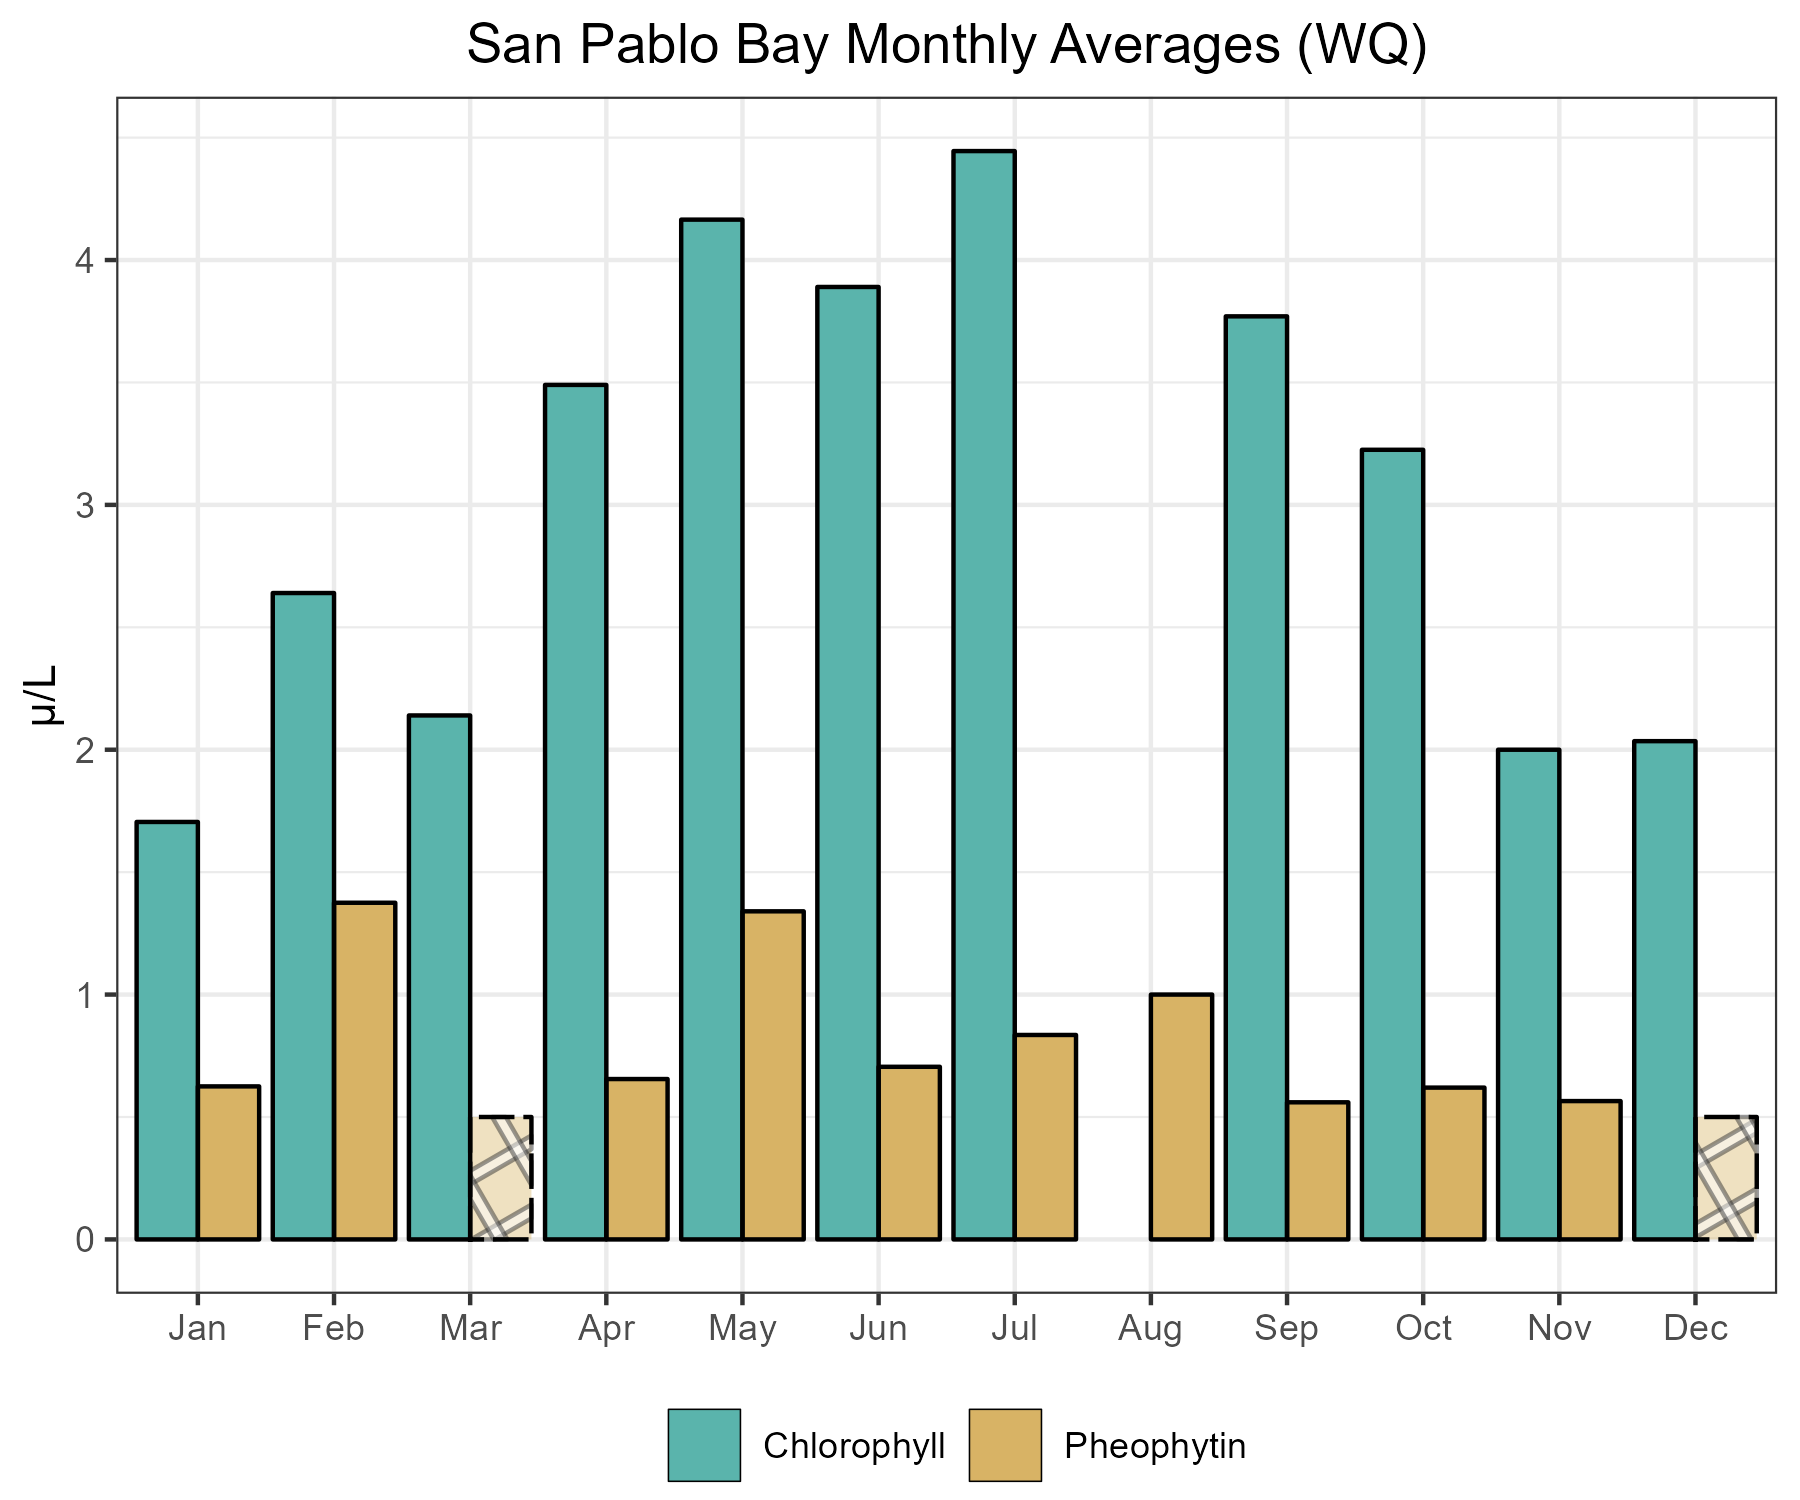 San Pablo Bay Monthly Averages (WQ)
µ/L
4
3
2
1
0
Jan Feb Mar Apr May Jun Jul Aug Sep Oct Nov Dec
Chlorophyll Pheophytin